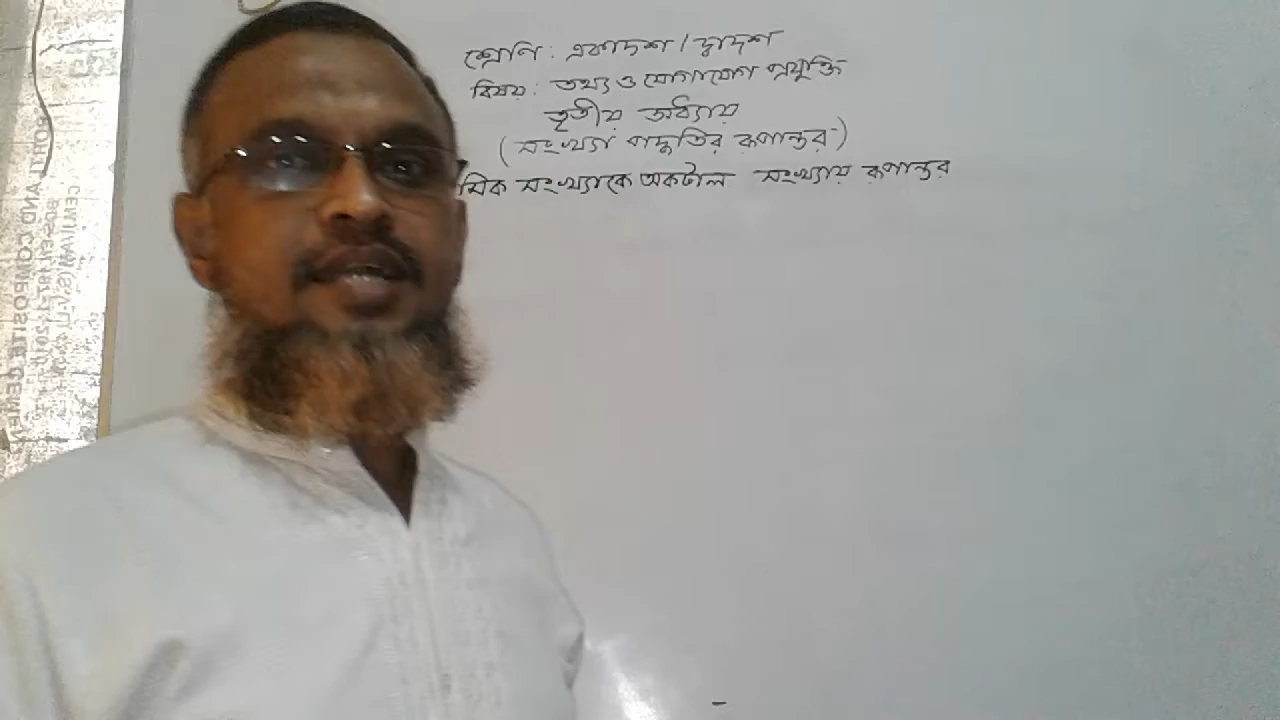 শ্রেণি : একাদশ / দ্বাদশ
বিষয় : তথ্য ও যোগাযোগ প্রযুক্তি
তৃতীয় অধ্যায়
( সংখ্যা পদ্ধতির রূপান্তর )
মিক সংখ্যাকে অকটাল সংখ্যায় রূপান্তর